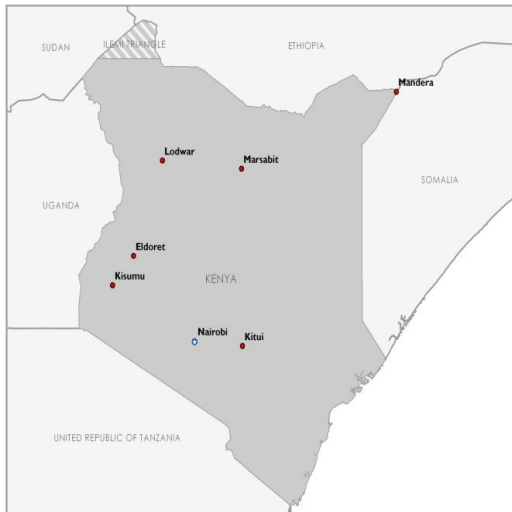 SUDAN
ILEMI TRIANGLE
ETHIOPIA
Mandera
Lodwar
Marsabit
SOMALIA
UGANDA
Eldoret
Kisumu
KENYA
Nairobi
Kitui
UNITED REPUBLIC OF TANZANIA